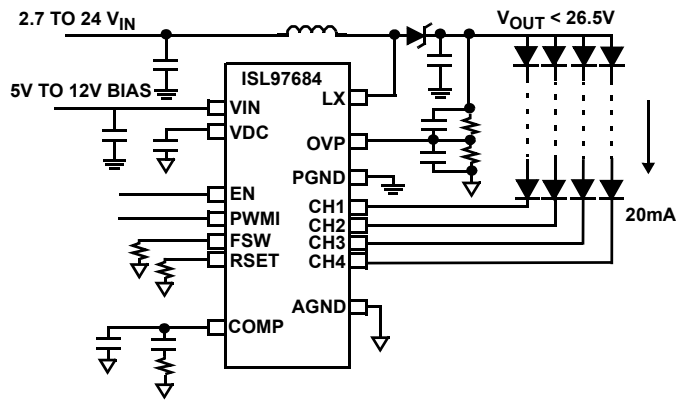 2.7 TO 24 VIN
VOUT < 26.5V
ISL97684
5V TO 12V BIAS
VIN
LX
VDC
OVP
PGND
EN
CH1
PWMI
CH2
20mA
FSW
CH3
RSET
CH4
AGND
COMP